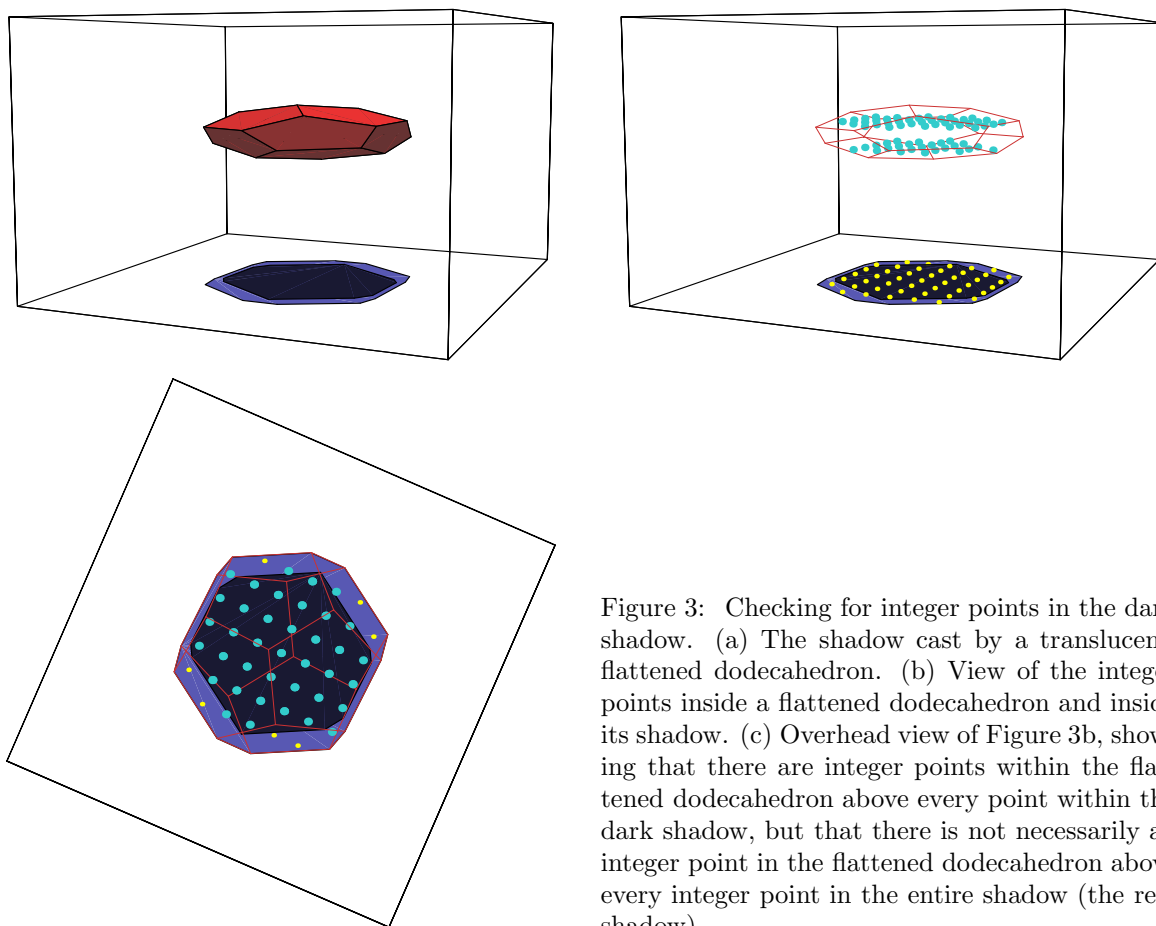 Figure 3: Checking for integer points in the dar
shadow. (a) The shadow cast by a translucen
flattened dodecahedron. (b) View of the intege
points inside a flattened dodecahedron and insid
its shadow. (c) Overhead view of Figure 3b, show
ing that there are integer points within the fla
tened dodecahedron above every point within th
dark shadow, but that there is not necessarily a
integer point in the flattened dodecahedron abov
every integer point in the entire shadow (the re
shadow)